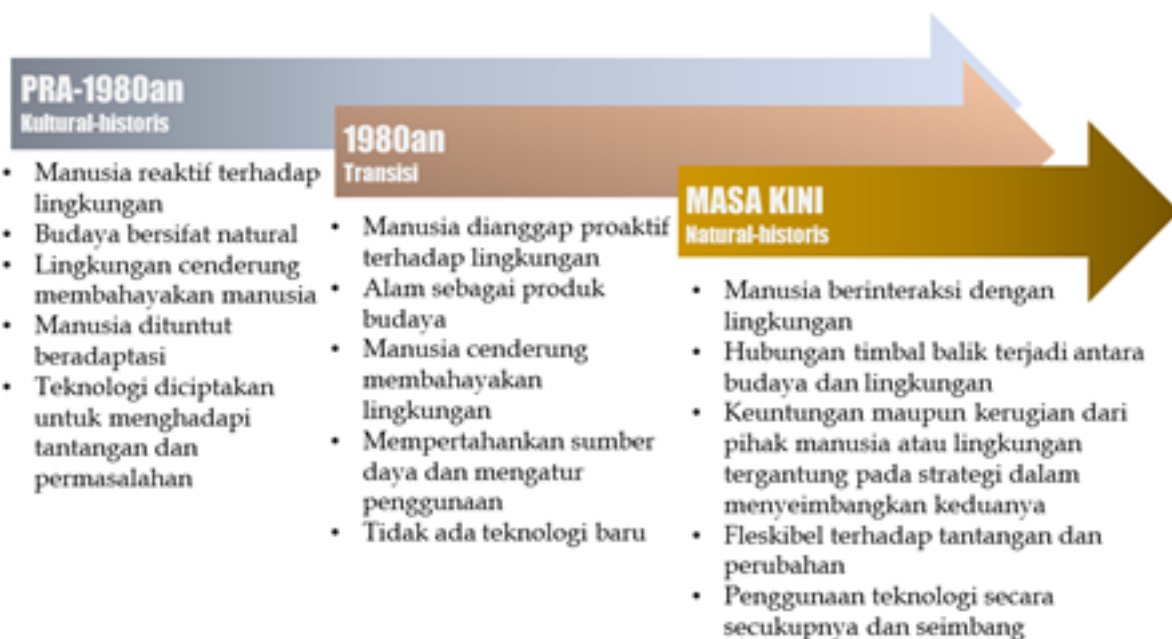 PRA-1980an
Kultural-historis
• Manusia reaktif terhadap
lingkungan
• Budaya bersifat natural
• Lingkungan cenderung
membahayakan manusia
• Manusia dituntut
beradaptasi
• Teknologi diciptakan
untuk menghadapi
tantangan dan
permasalahan
1980an
Transisi
• Manusia dianggap proaktif
terhadap lingkungan
• Alam sebagai produk
budaya
• Manusia cenderung
membahayakan
lingkungan
• Mempertahankan sumber
daya dan mengatur
penggunaan
• Tidak ada teknologi baru
MASA KINI
Natural-historis
• Manusia berinteraksi dengan
lingkungan
• Hubungan timbal balik terjadi antara
budaya dan lingkungan
• Keuntungan maupun kerugian dari
pihak manusia atau lingkungan
tergantung pada strategi dalam
menyeimbangkan keduanya
• Fleskibel terhadap tantangan dan
perubahan
• Penggunaan teknologi secara
secukupnya dan seimbang